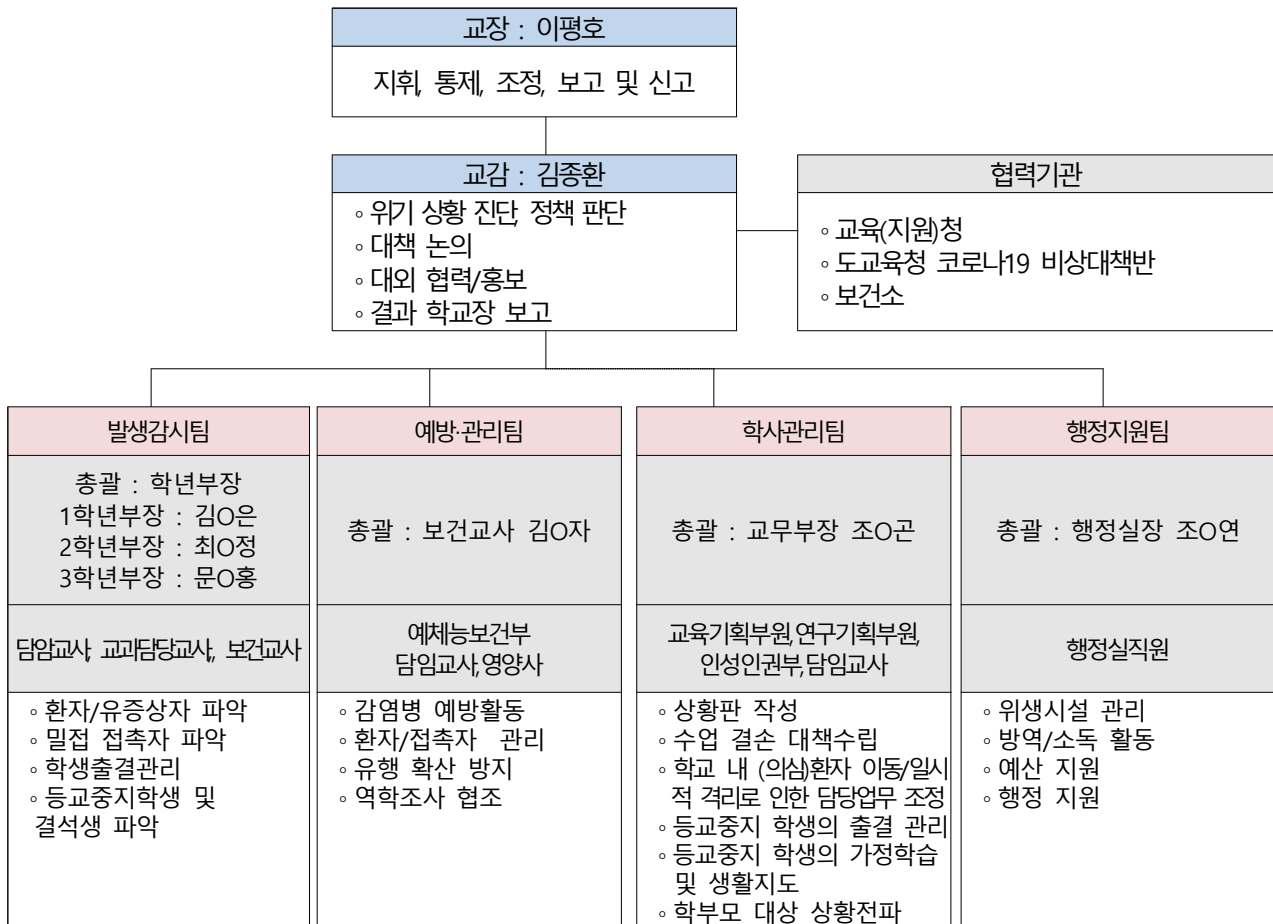 교장 : 이평호
지휘, 통제, 조정, 보고 및 신고
교감 : 김종환
◦위기 상황 진단, 정책 판단
◦대책 논의
◦대외 협력/홍보
◦결과 학교장 보고
협력기관
◦교육(지원)청
◦도교육청 코로나19 비상대책반
◦보건소
발생감시팀
총괄 : 학년부장
1학년부장 : 김O은
2학년부장 : 최O정
3학년부장 : 문O홍
담임교사, 교과담당교사, 보건교사
◦환자/유증상자 파악
◦밀접 접촉자 파악
◦학생출결관리
◦등교중지학생 및
결석생 파악
예방·관리팀
총괄 : 보건교사 김O자
예체능보건부
담임교사,영양사
◦감염병 예방활동
◦환자/접촉자 관리
◦유행 확산 방지
◦역학조사 협조
학사관리팀
총괄 : 교무부장 조O곤
교육기획부원,연구기획부원,
인성인권부,담임교사
◦상황판 작성
◦수업 결손 대책수립
◦학교 내 (의심)환자 이동/일시
적 격리로 인한 담당업무 조정
◦등교중지 학생의 출결 관리
◦등교중지 학생의 가정학습
및 생활지도
◦학부모 대상 상황전파
행정지원팀
총괄 : 행정실장 조O연
행정실직원
◦위생시설 관리
◦방역/소독 활동
◦예산 지원
◦행정 지원